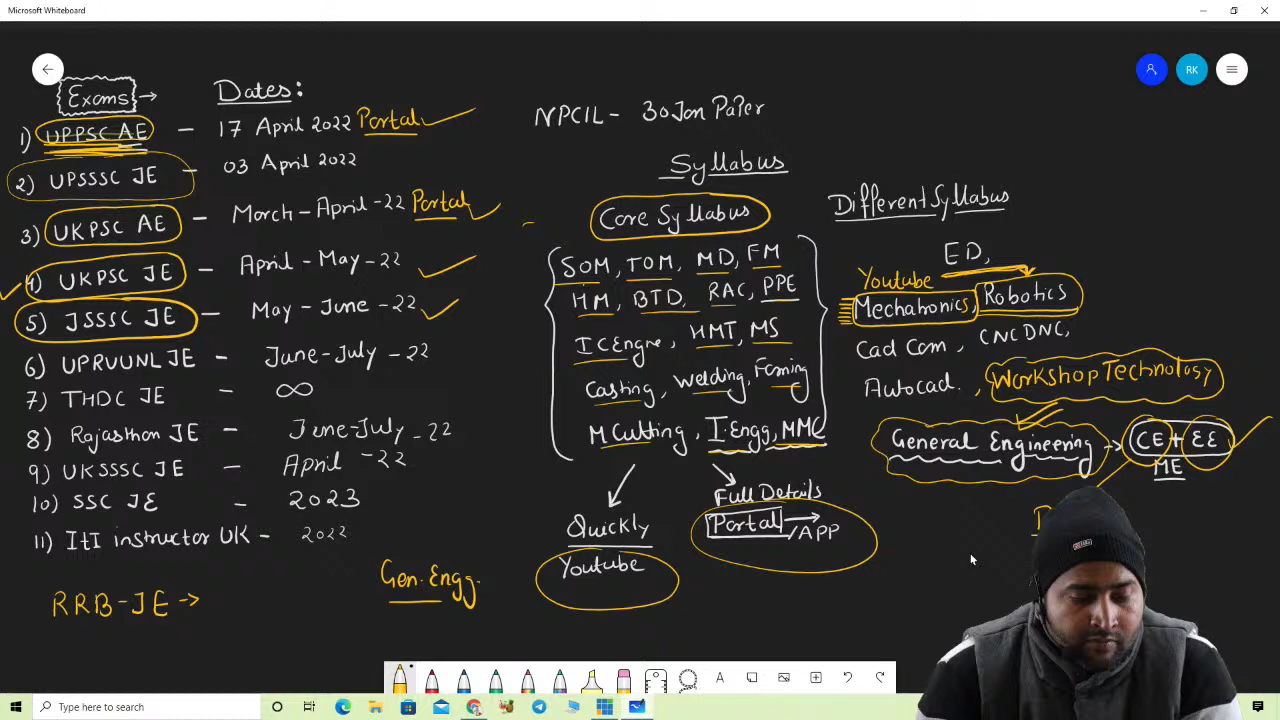 Microsoft Whiteboard
RK
Exams →
Dates:
1) UPPSC AE – 17 April 2022 Portal
2) UPSSSC JE – 03 April 2022
3) UKPSC AE – March–April-22 Portal
4) UKPSC JE – April-May-22
5) JSSSC JE – May-June-22
6) UPRVUNL JE – June-July-22
7) THDC JE – ∞
8) Rajasthan JE – June-July-22
9) UKSSSC JE – April-22
10) SSC JE – 2023
11) ItI instructor UK – 2022
RRB-JE →
Gen. Engg.
NPCIL – 30 Jan Paper
Syllabus
Core Syllabus
SOM, TOM, MD, FM
HM, BTD, RAC, PPE
IC Engne, HMT, MS
Casting, Welding, Forming
M Cutting, I.Engg, MMC
Quickly
Youtube
Full Details
Portal → /APP
Different Syllabus
ED,
Youtube
Mechatronics, Robotics
Cad Cam, CNC DNC,
Autocad., Workshop Technology
General Engineering → CE + EE
ME
Type here to search